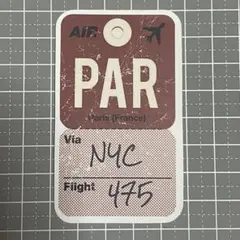 AIR
PAR
Paris (France)
Via
NYC
Flight
475